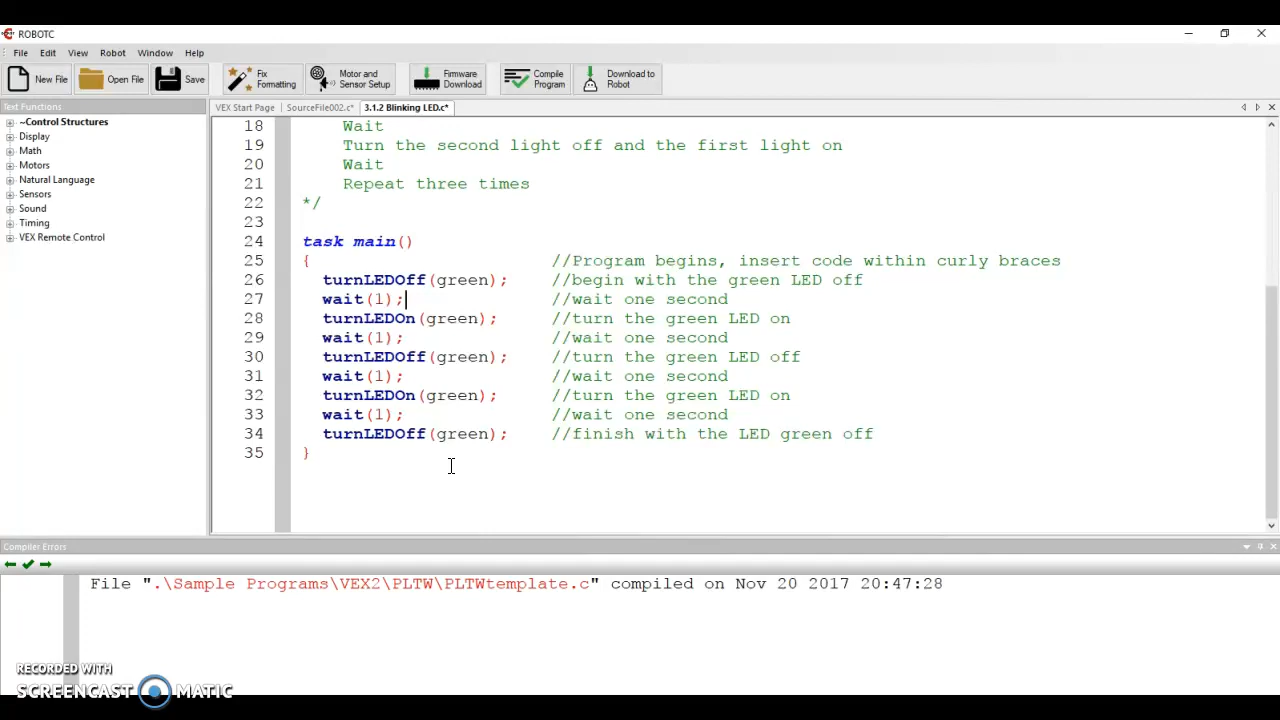 ROBOTC
File Edit View Robot Window Help
New File Open File Save Fix Formatting Motor and Sensor Setup Firmware Download Compile Program Download to Robot
Text Functions
~Control Structures
Display
Math
Motors
Natural Language
Sensors
Sound
Timing
VEX Remote Control
VEX Start Page SourceFile002.c* 3.1.2 Blinking LED.c*
18 Wait
19 Turn the second light off and the first light on
20 Wait
21 Repeat three times
22 */
23
24 task main()
25 { //Program begins, insert code within curly braces
26 turnLEDOff(green); //begin with the green LED off
27 wait(1); //wait one second
28 turnLEDOn(green); //turn the green LED on
29 wait(1); //wait one second
30 turnLEDOff(green); //turn the green LED off
31 wait(1); //wait one second
32 turnLEDOn(green); //turn the green LED on
33 wait(1); //wait one second
34 turnLEDOff(green); //finish with the LED green off
35 }
Compiler Errors
File ".\Sample Programs\VEX2\PLTW\PLTWtemplate.c" compiled on Nov 20 2017 20:47:28
RECORDED WITH
SCREENCAST MATIC